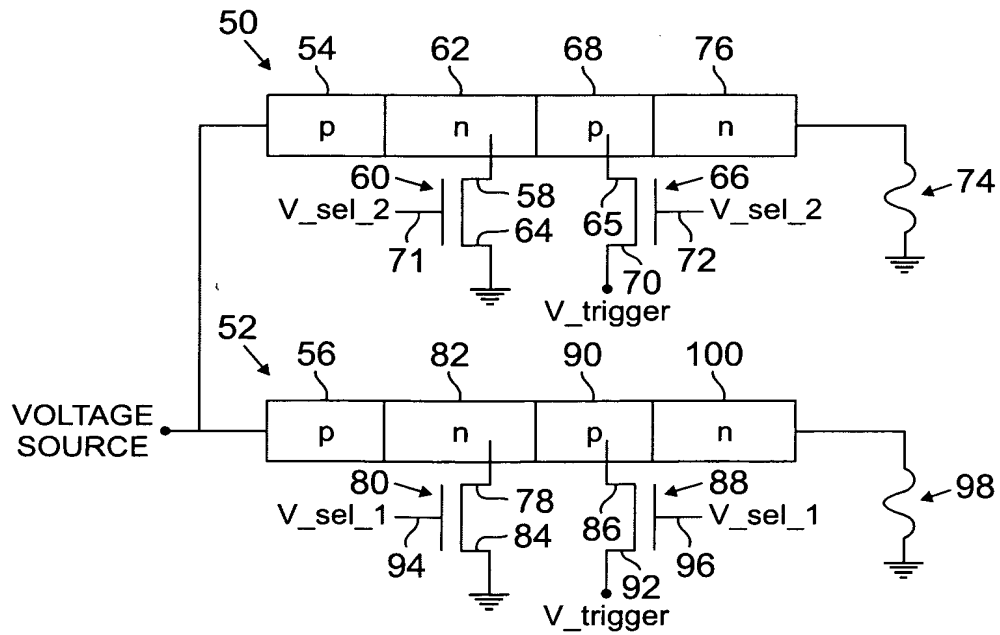 50 54 62 68 76
p n p n
60 58 65 66 74
V_sel_2 V_sel_2
71 64 70 72
V_trigger
52 56 82 90 100
VOLTAGE
SOURCE
p n p n
80 78 86 88 98
V_sel_1 V_sel_1
94 84 92 96
V_trigger